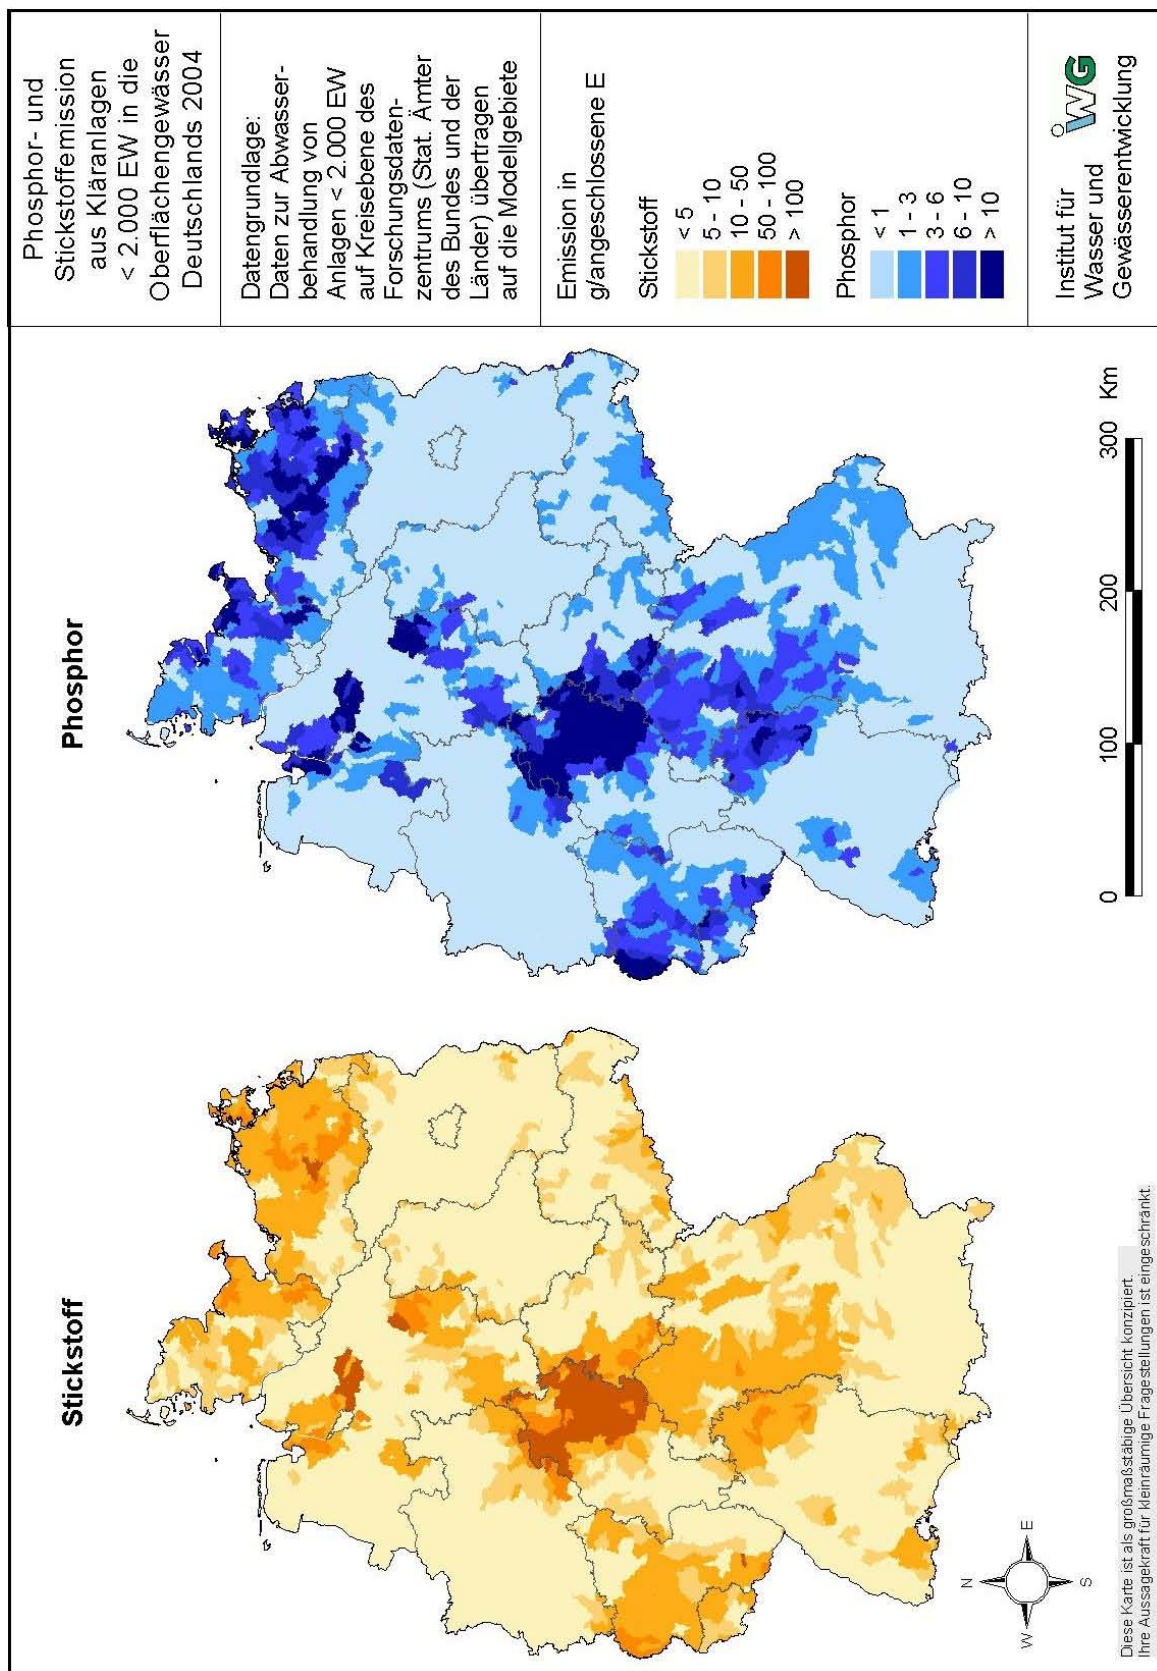 Stickstoff
Phosphor
Phosphor- und
Stickstoffemission
aus Kläranlagen
< 2.000 EW in die
Oberflächengewässer
Deutschlands 2004
Datengrundlage:
Daten zur Abwasser-
behandlung von
Anlagen < 2.000 EW
auf Kreisebene des
Forschungsdaten-
zentrums (Stat. Ämter
des Bundes und der
Länder) übertragen
auf die Modellgebiete
Emission in
g/angeschlossene E
Stickstoff
< 5
5 - 10
10 - 50
50 - 100
> 100
Phosphor
< 1
1 - 3
3 - 6
6 - 10
> 10
Institut für
Wasser und
Gewässerentwicklung
iWG
N
W
E
S
0 100 200 300 Km
Diese Karte ist als großmaßstäbige Übersicht konzipiert.
Ihre Aussagekraft für kleinräumige Fragestellungen ist eingeschränkt.